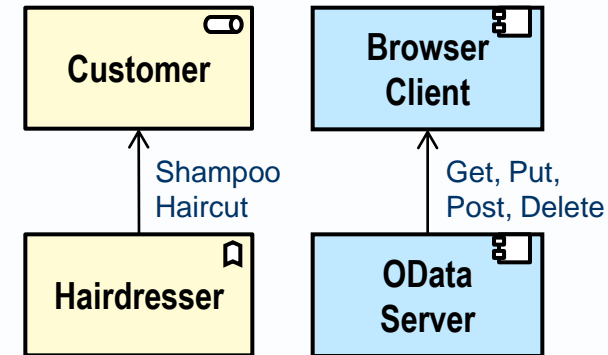 Customer
Shampoo
Haircut
Hairdresser
Browser
Client
Get, Put,
Post, Delete
OData
Server